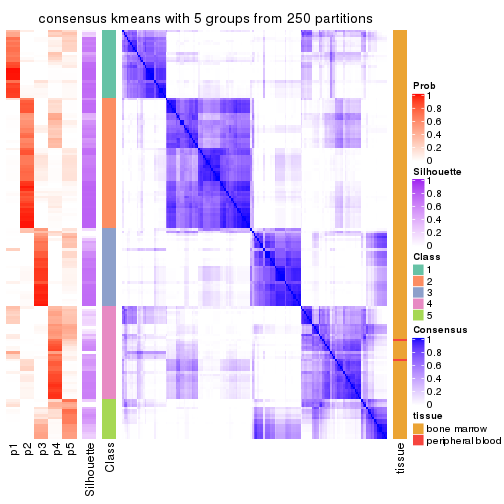 consensus kmeans with 5 groups from 250 partitions
Prob
1
0.8
0.6
0.4
0.2
0
Silhouette
1
0.8
0.6
0.4
0.2
0
Class
1
2
3
4
5
Consensus
1
0.8
0.6
0.4
0.2
0
tissue
bone marrow
peripheral blood
p1
p2
p3
p4
p5
Silhouette
Class
tissue